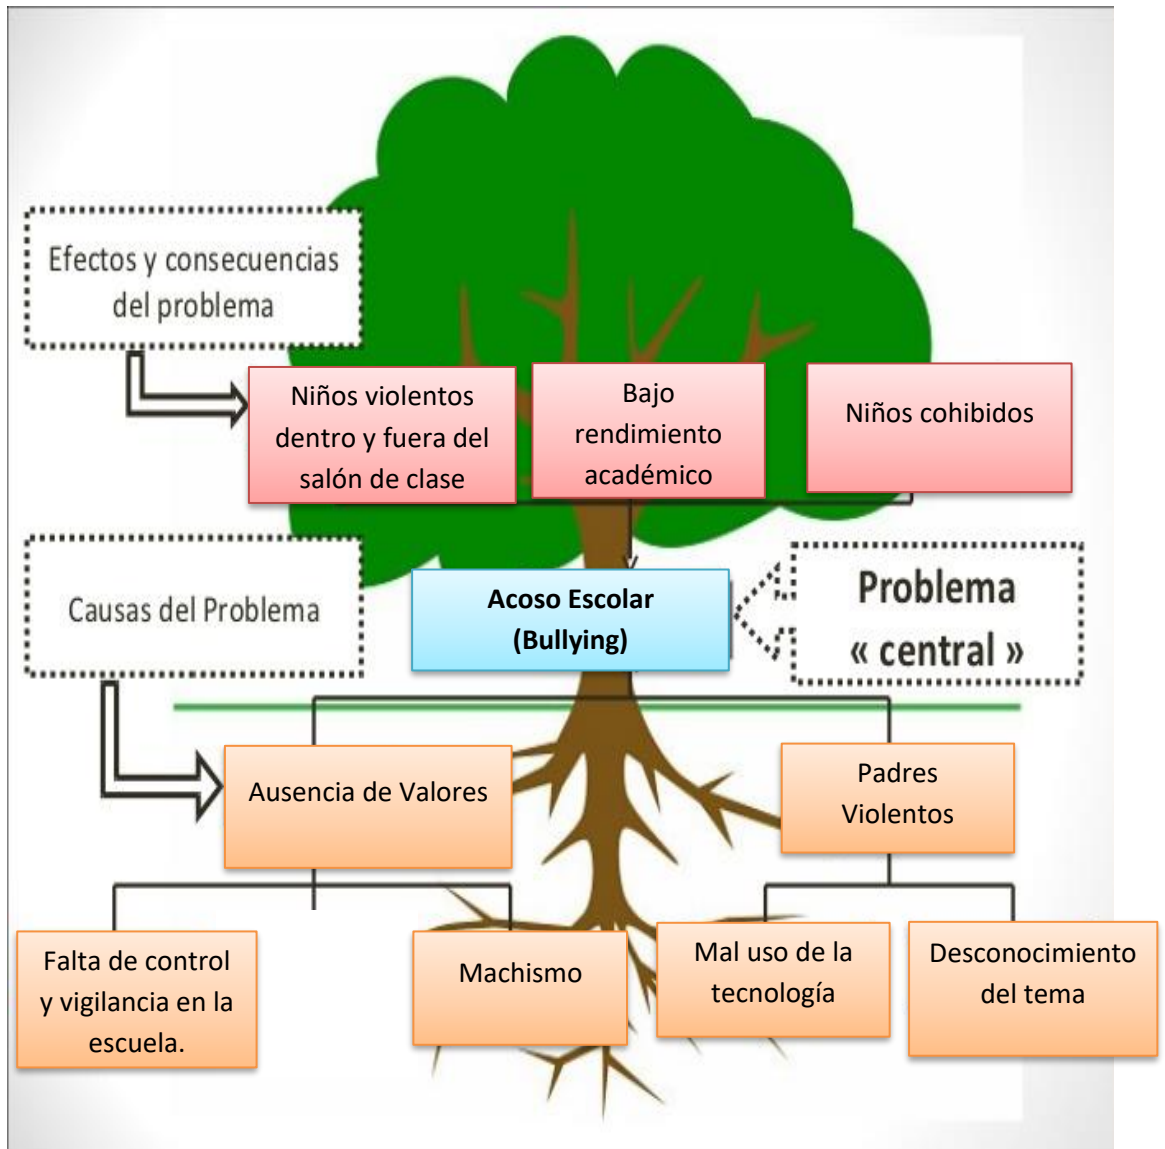 Efectos y consecuencias
del problema
Niños violentos
dentro y fuera del
salón de clase
Bajo
rendimiento
académico
Niños cohibidos
Causas del Problema
Acoso Escolar
(Bullying)
Problema
« central »
Ausencia de Valores
Padres
Violentos
Falta de control
y vigilancia en la
escuela.
Machismo
Mal uso de la
tecnología
Desconocimiento
del tema